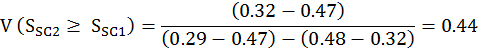 V (S_SC2 ≥ S_SC1) = (0.32 − 0.47) / ((0.29 − 0.47) − (0.48 − 0.32)) = 0.44